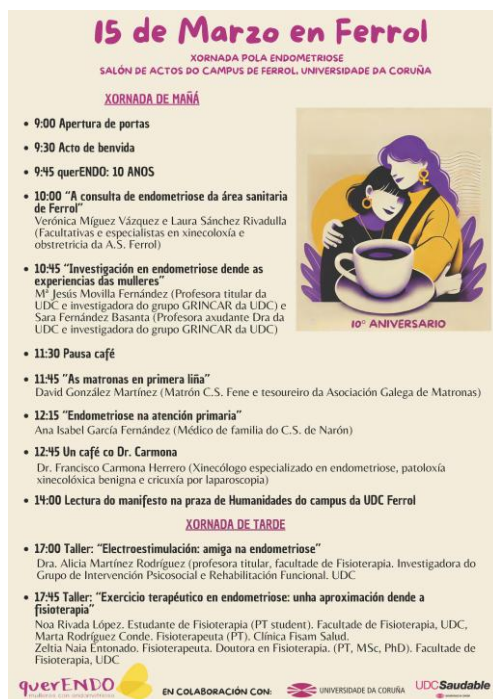 15 de Marzo en Ferrol
XORNADA POLA ENDOMETRIOSE
SALÓN DE ACTOS DO CAMPUS DE FERROL. UNIVERSIDADE DA CORUÑA
XORNADA DE MAÑÁ
• 9:00 Apertura de portas
• 9:30 Acto de benvida
• 9:45 querENDO: 10 ANOS
• 10:00 “A consulta de endometriose da área sanitaria
de Ferrol”
Verónica Míguez Vázquez e Laura Sánchez Rivadulla
(Facultativas e especialistas en xinecoloxía e
obstetricia da A.S. Ferrol)
• 10:45 “Investigación en endometriose dende as
experiencias das mulleres”
Mª Jesús Movilla Fernández (Profesora titular da
UDC e investigadora do grupo GRINCAR da UDC) e
Sara Fernández Basanta (Profesora axudante Dra da
UDC e investigadora do grupo GRINCAR da UDC)
10º ANIVERSARIO
• 11:30 Pausa café
• 11:45 “As matronas en primera liña”
David González Martínez (Matrón C.S. Fene e tesoureiro da Asociación Galega de Matronas)
• 12:15 “Endometriose na atención primaria”
Ana Isabel García Fernández (Médico de familia do C.S. de Narón)
• 12:45 Un café co Dr. Carmona
Dr. Francisco Carmona Herrero (Xinecólogo especializado en endometriose, patoloxía
xinecolóxica benigna e cricuxía por laparoscopia)
• 14:00 Lectura do manifesto na praza de Humanidades do campus da UDC Ferrol
XORNADA DE TARDE
• 17:00 Taller: “Electroestimulación: amiga na endometriose”
Dra. Alicia Martínez Rodríguez (profesora titular, facultade de Fisioterapia. Investigadora do
Grupo de Intervención Psicosocial e Rehabilitación Funcional. UDC
• 17:45 Taller: “Exercicio terapéutico en endometriose: unha aproximación dende a
fisioterapia”
Noa Rivada López. Estudante de Fisioterapia (PT student). Facultade de Fisioterapia, UDC,
Marta Rodríguez Conde. Fisioterapeuta (PT). Clínica Fisam Salud.
Zeltia Naia Entonado. Fisioterapeuta. Doutora en Fisioterapia. (PT, MSc, PhD). Facultade de
Fisioterapia, UDC
querENDO
EN COLABORACIÓN CON:
UNIVERSIDADE DA CORUÑA
UDCSaudable